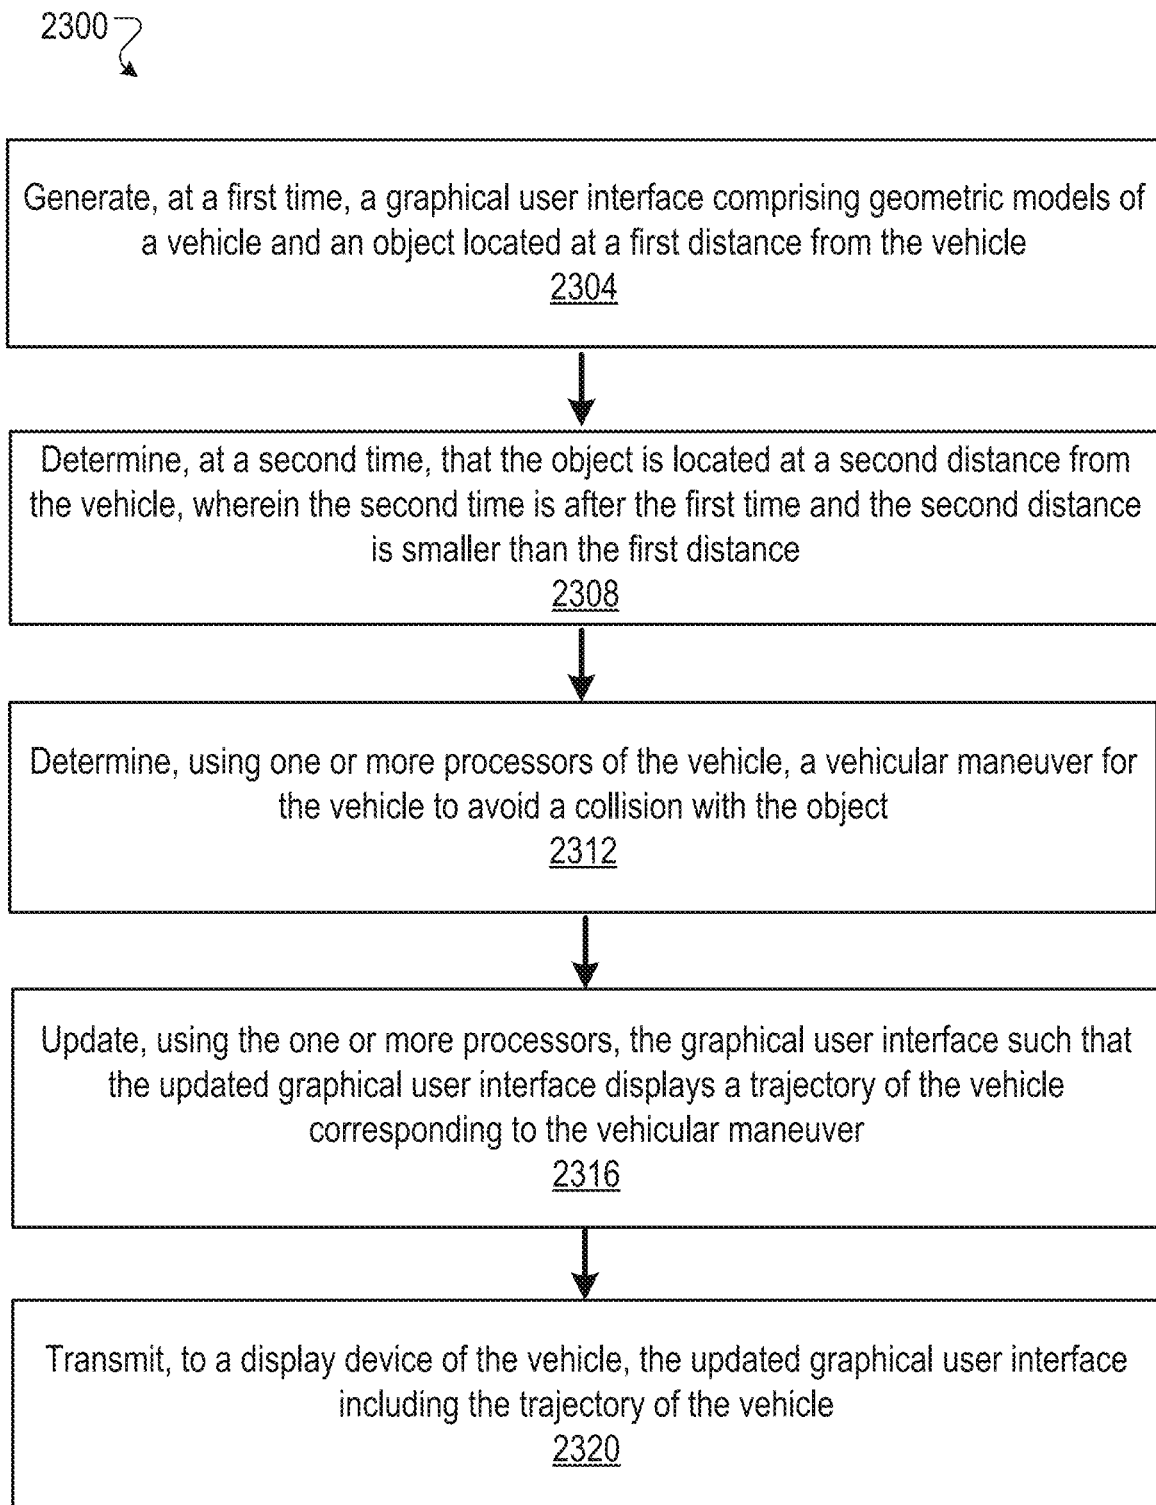 2300
Generate, at a first time, a graphical user interface comprising geometric models of
a vehicle and an object located at a first distance from the vehicle
2304
Determine, at a second time, that the object is located at a second distance from
the vehicle, wherein the second time is after the first time and the second distance
is smaller than the first distance
2308
Determine, using one or more processors of the vehicle, a vehicular maneuver for
the vehicle to avoid a collision with the object
2312
Update, using the one or more processors, the graphical user interface such that
the updated graphical user interface displays a trajectory of the vehicle
corresponding to the vehicular maneuver
2316
Transmit, to a display device of the vehicle, the updated graphical user interface
including the trajectory of the vehicle
2320